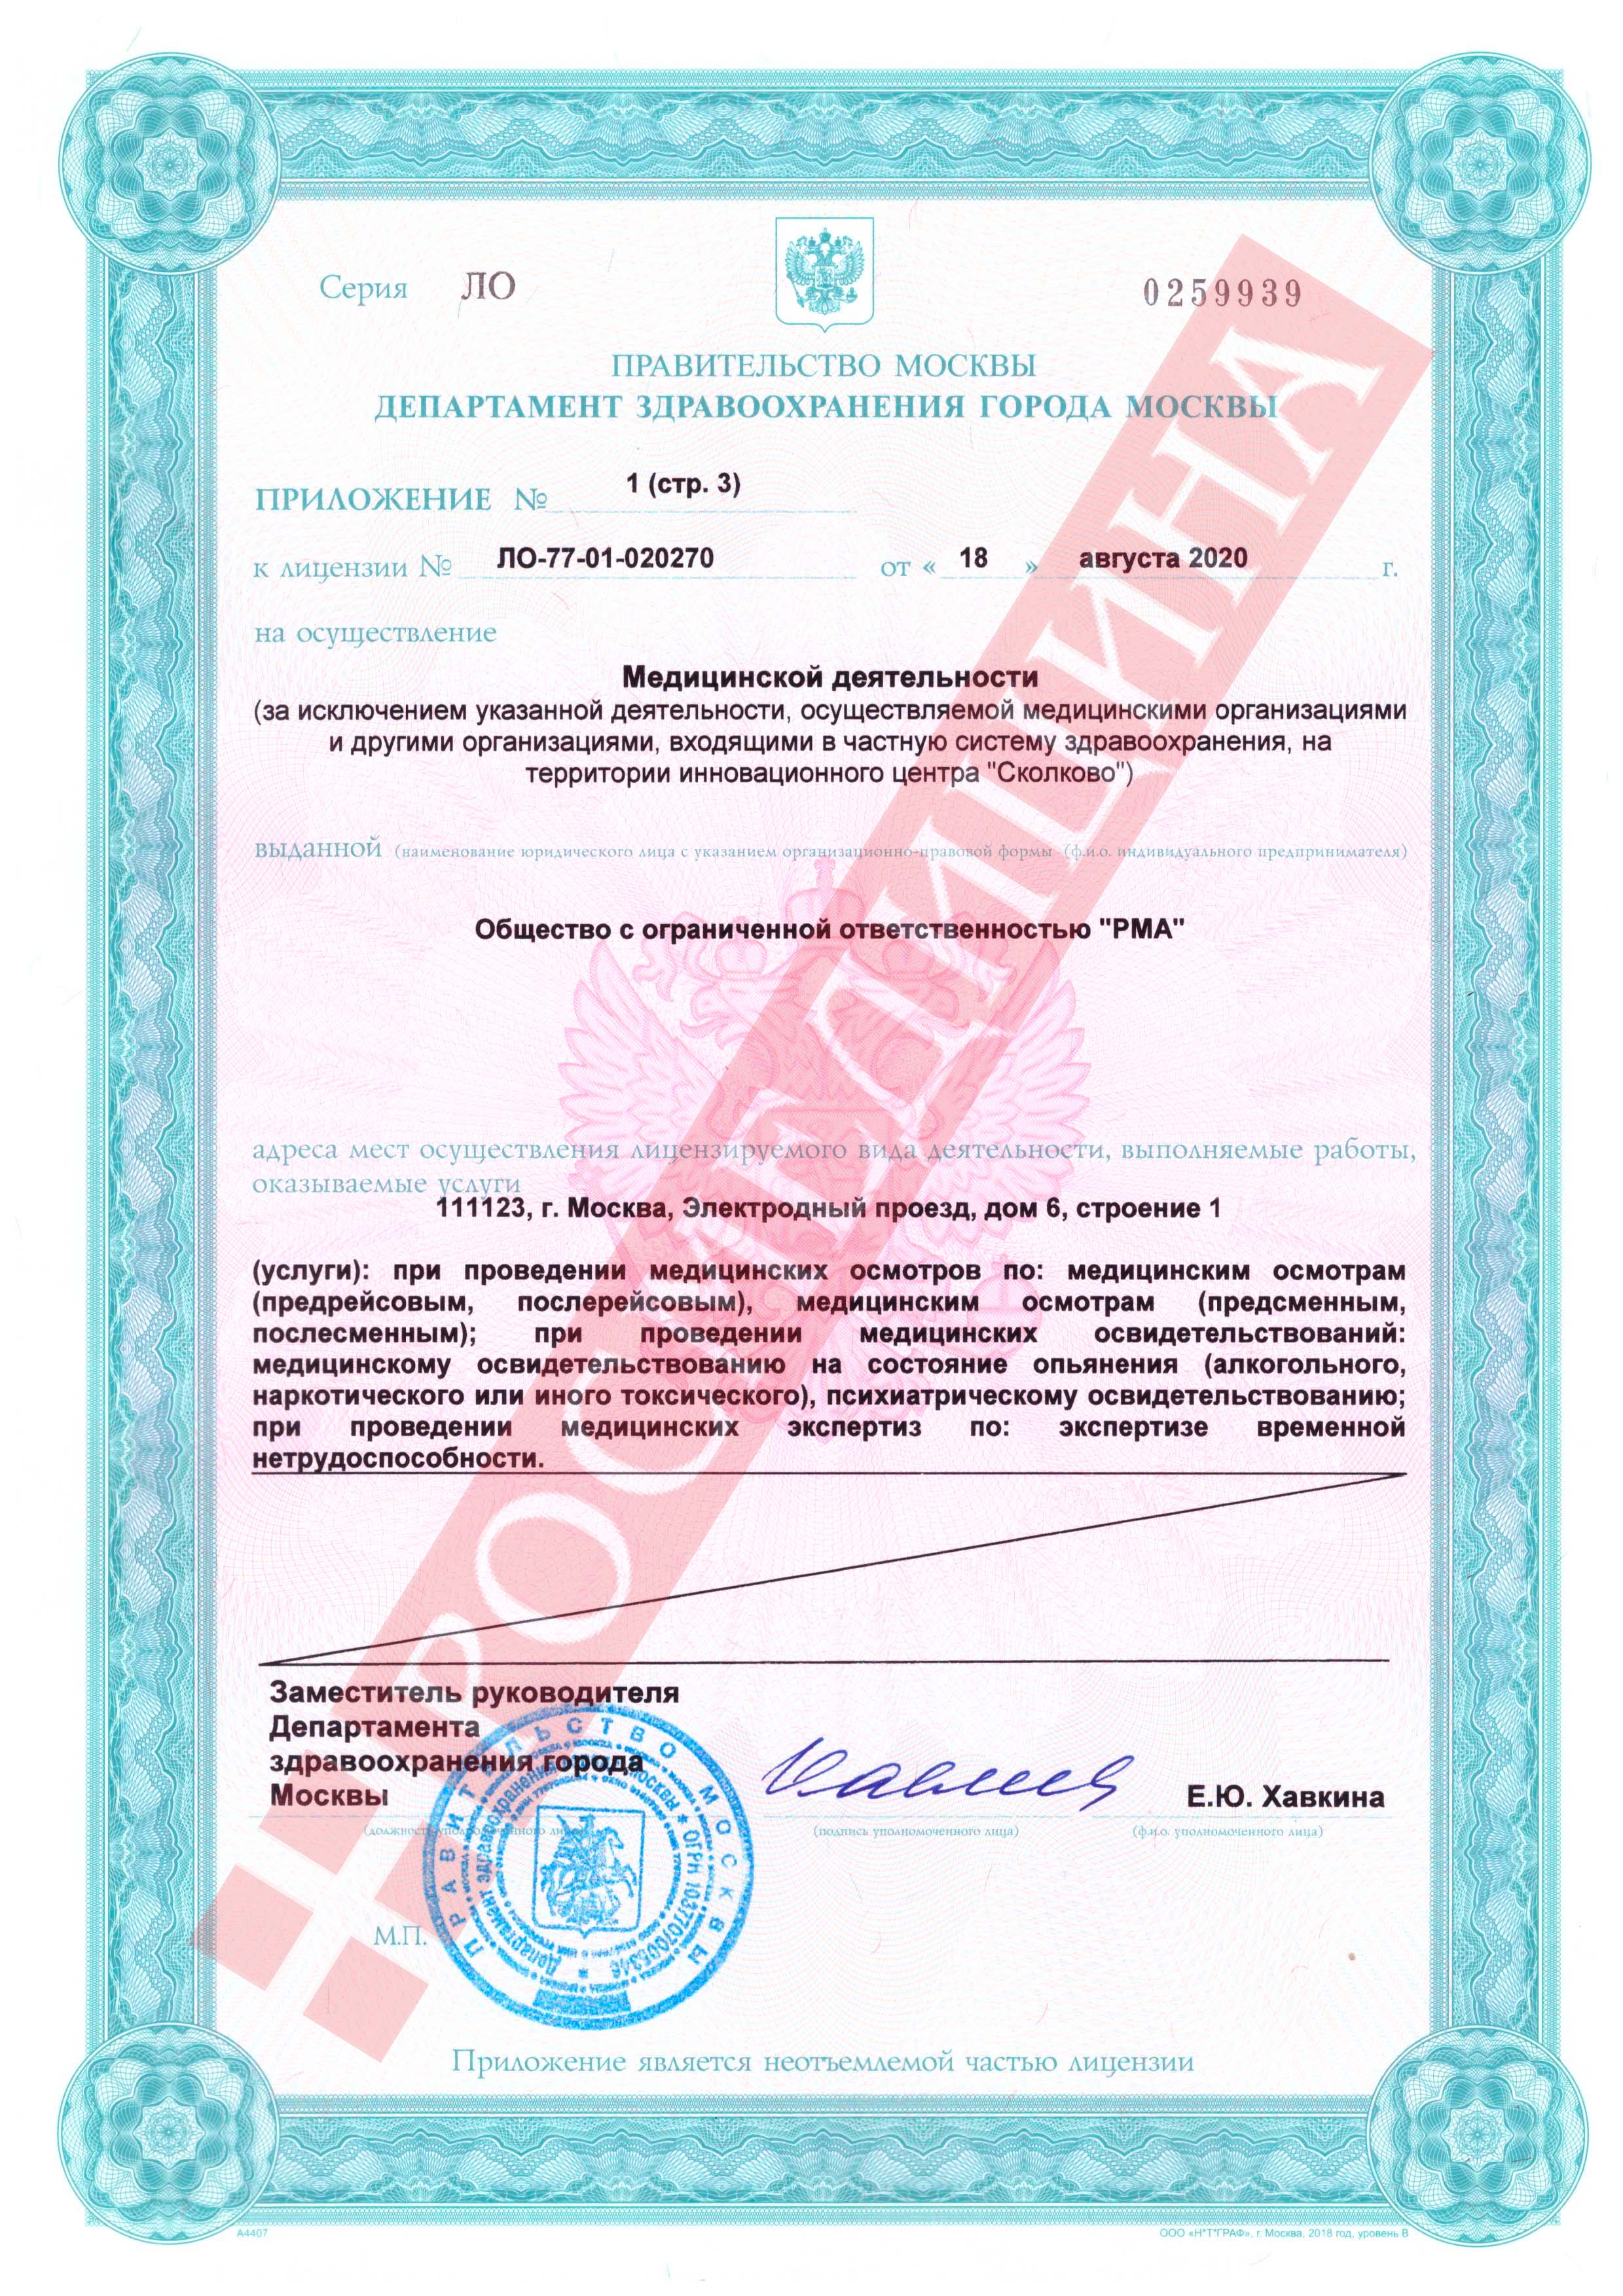 Серия ЛО 0259939
ПРАВИТЕЛЬСТВО МОСКВЫ
ДЕПАРТАМЕНТ ЗДРАВООХРАНЕНИЯ ГОРОДА МОСКВЫ
ПРИЛОЖЕНИЕ № 1 (стр. 3)
к лицензии № ЛО-77-01-020270 от « 18 » августа 2020 г.
на осуществление
Медицинской деятельности
(за исключением указанной деятельности, осуществляемой медицинскими организациями
и другими организациями, входящими в частную систему здравоохранения, на
территории инновационного центра "Сколково")
выданной (наименование юридического лица с указанием организационно-правовой формы (ф.и.о. индивидуального предпринимателя)
Общество с ограниченной ответственностью "РМА"
адреса мест осуществления лицензируемого вида деятельности, выполняемые работы,
оказываемые услуги
111123, г. Москва, Электродный проезд, дом 6, строение 1
(услуги): при проведении медицинских осмотров по: медицинским осмотрам
(предрейсовым, послерейсовым), медицинским осмотрам (предсменным,
послесменным); при проведении медицинских освидетельствований:
медицинскому освидетельствованию на состояние опьянения (алкогольного,
наркотического или иного токсического), психиатрическому освидетельствованию;
при проведении медицинских экспертиз по: экспертизе временной
нетрудоспособности.
РОСМЕДИЦИНА
Заместитель руководителя
Департамента
здравоохранения города
Москвы
Е.Ю. Хавкина
(должность уполномоченного лица) (подпись уполномоченного лица) (ф.и.о. уполномоченного лица)
М.П.
ПРАВИТЕЛЬСТВО МОСКВЫ
Департамент здравоохранения города Москвы * ОГРН 1037707005346 *
Приложение является неотъемлемой частью лицензии
А4407 ООО «Н*Т*ГРАФ», г. Москва, 2018 год, уровень В